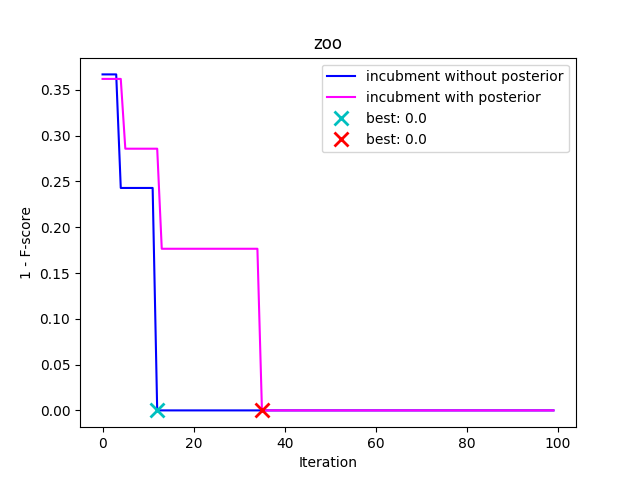 zoo
incubment without posterior
incubment with posterior
best: 0.0
best: 0.0
1 - F-score
0.35
0.30
0.25
0.20
0.15
0.10
0.05
0.00
0 20 40 60 80 100
Iteration